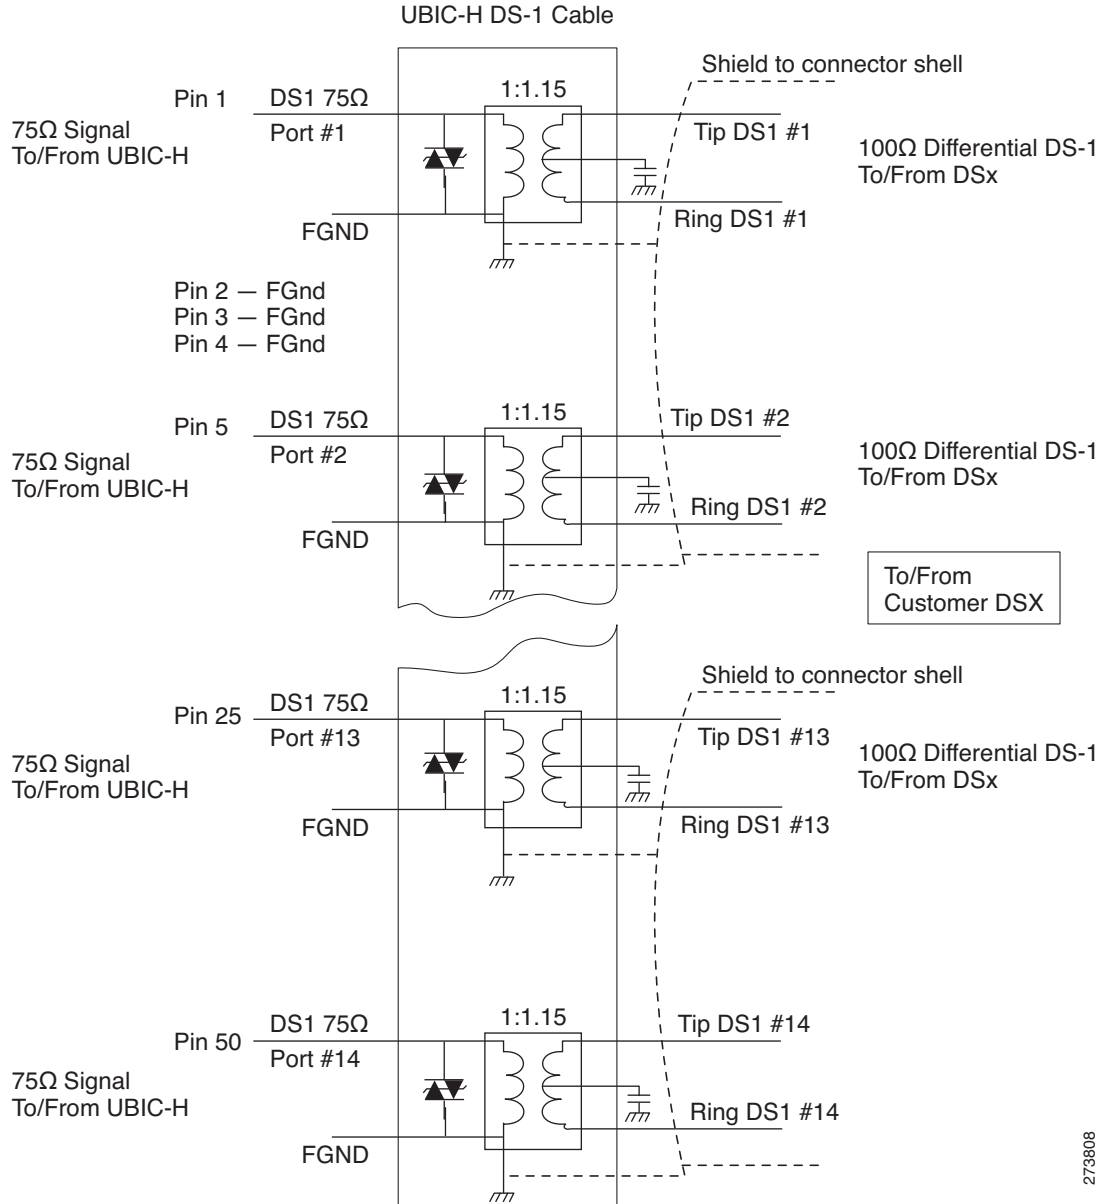 UBIC-H DS-1 Cable
Shield to connector shell
Pin 1
DS1 75Ω
1:1.15
75Ω Signal
To/From UBIC-H
Port #1
Tip DS1 #1
100Ω Differential DS-1
To/From DSx
FGND
Ring DS1 #1
Pin 2 — FGnd
Pin 3 — FGnd
Pin 4 — FGnd
Pin 5
DS1 75Ω
1:1.15
Tip DS1 #2
75Ω Signal
To/From UBIC-H
Port #2
100Ω Differential DS-1
To/From DSx
FGND
Ring DS1 #2
To/From
Customer DSX
Shield to connector shell
Pin 25
DS1 75Ω
1:1.15
75Ω Signal
To/From UBIC-H
Port #13
Tip DS1 #13
100Ω Differential DS-1
To/From DSx
FGND
Ring DS1 #13
Pin 50
DS1 75Ω
1:1.15
Tip DS1 #14
75Ω Signal
To/From UBIC-H
Port #14
Ring DS1 #14
FGND
273808